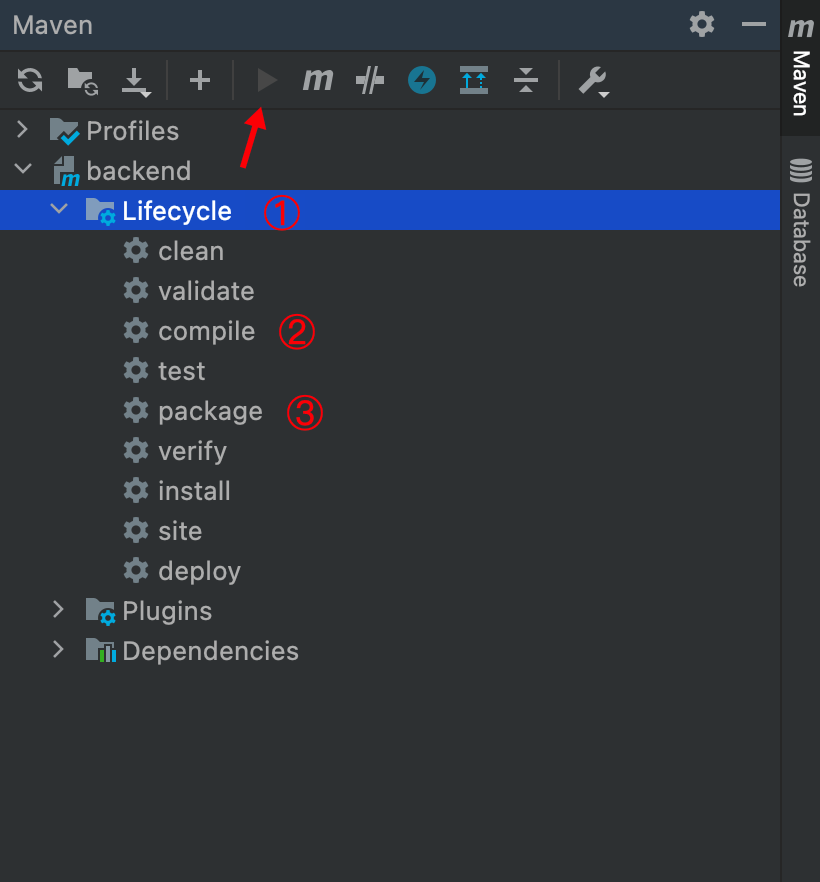 Maven
m
Maven
Database
Profiles
backend
Lifecycle ①
clean
validate
compile ②
test
package ③
verify
install
site
deploy
Plugins
Dependencies